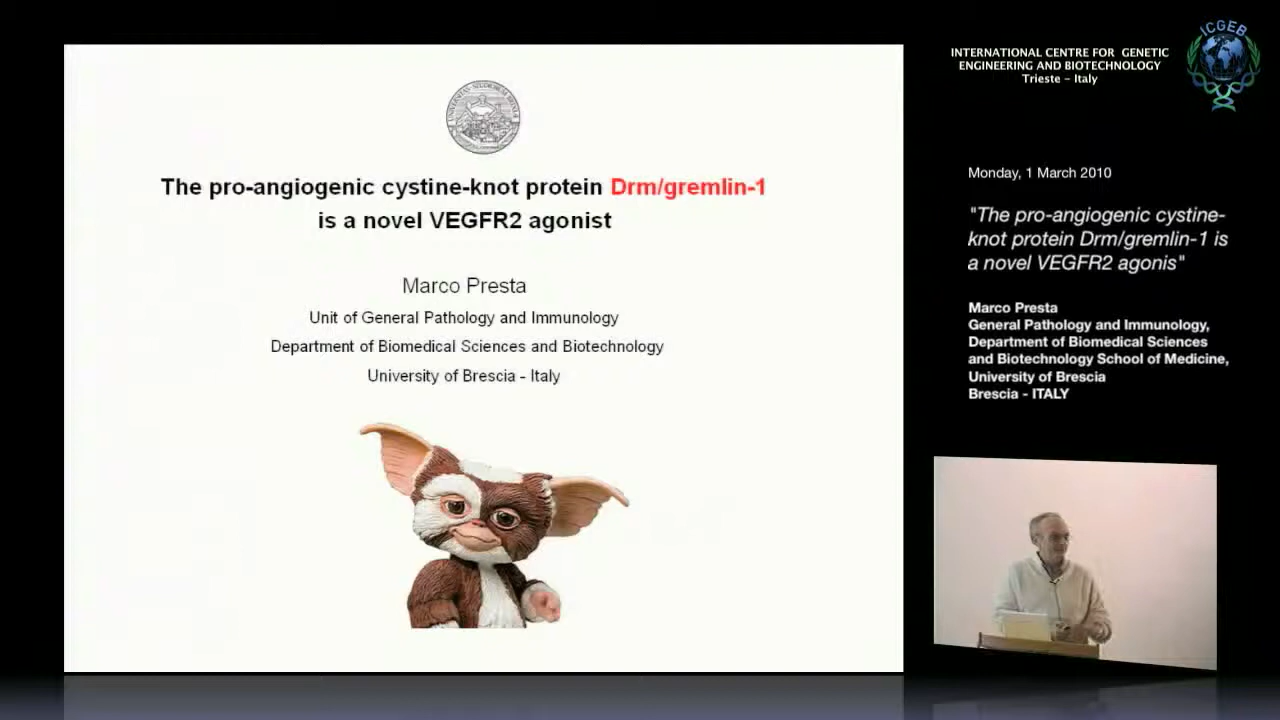 The pro-angiogenic cystine-knot protein Drm/gremlin-1
is a novel VEGFR2 agonist
Marco Presta
Unit of General Pathology and Immunology
Department of Biomedical Sciences and Biotechnology
University of Brescia - Italy
INTERNATIONAL CENTRE FOR GENETIC
ENGINEERING AND BIOTECHNOLOGY
Trieste – Italy
ICGEB
Monday, 1 March 2010
"The pro-angiogenic cystine-
knot protein Drm/gremlin-1 is
a novel VEGFR2 agonis"
Marco Presta
General Pathology and Immunology,
Department of Biomedical Sciences
and Biotechnology School of Medicine,
University of Brescia
Brescia - ITALY